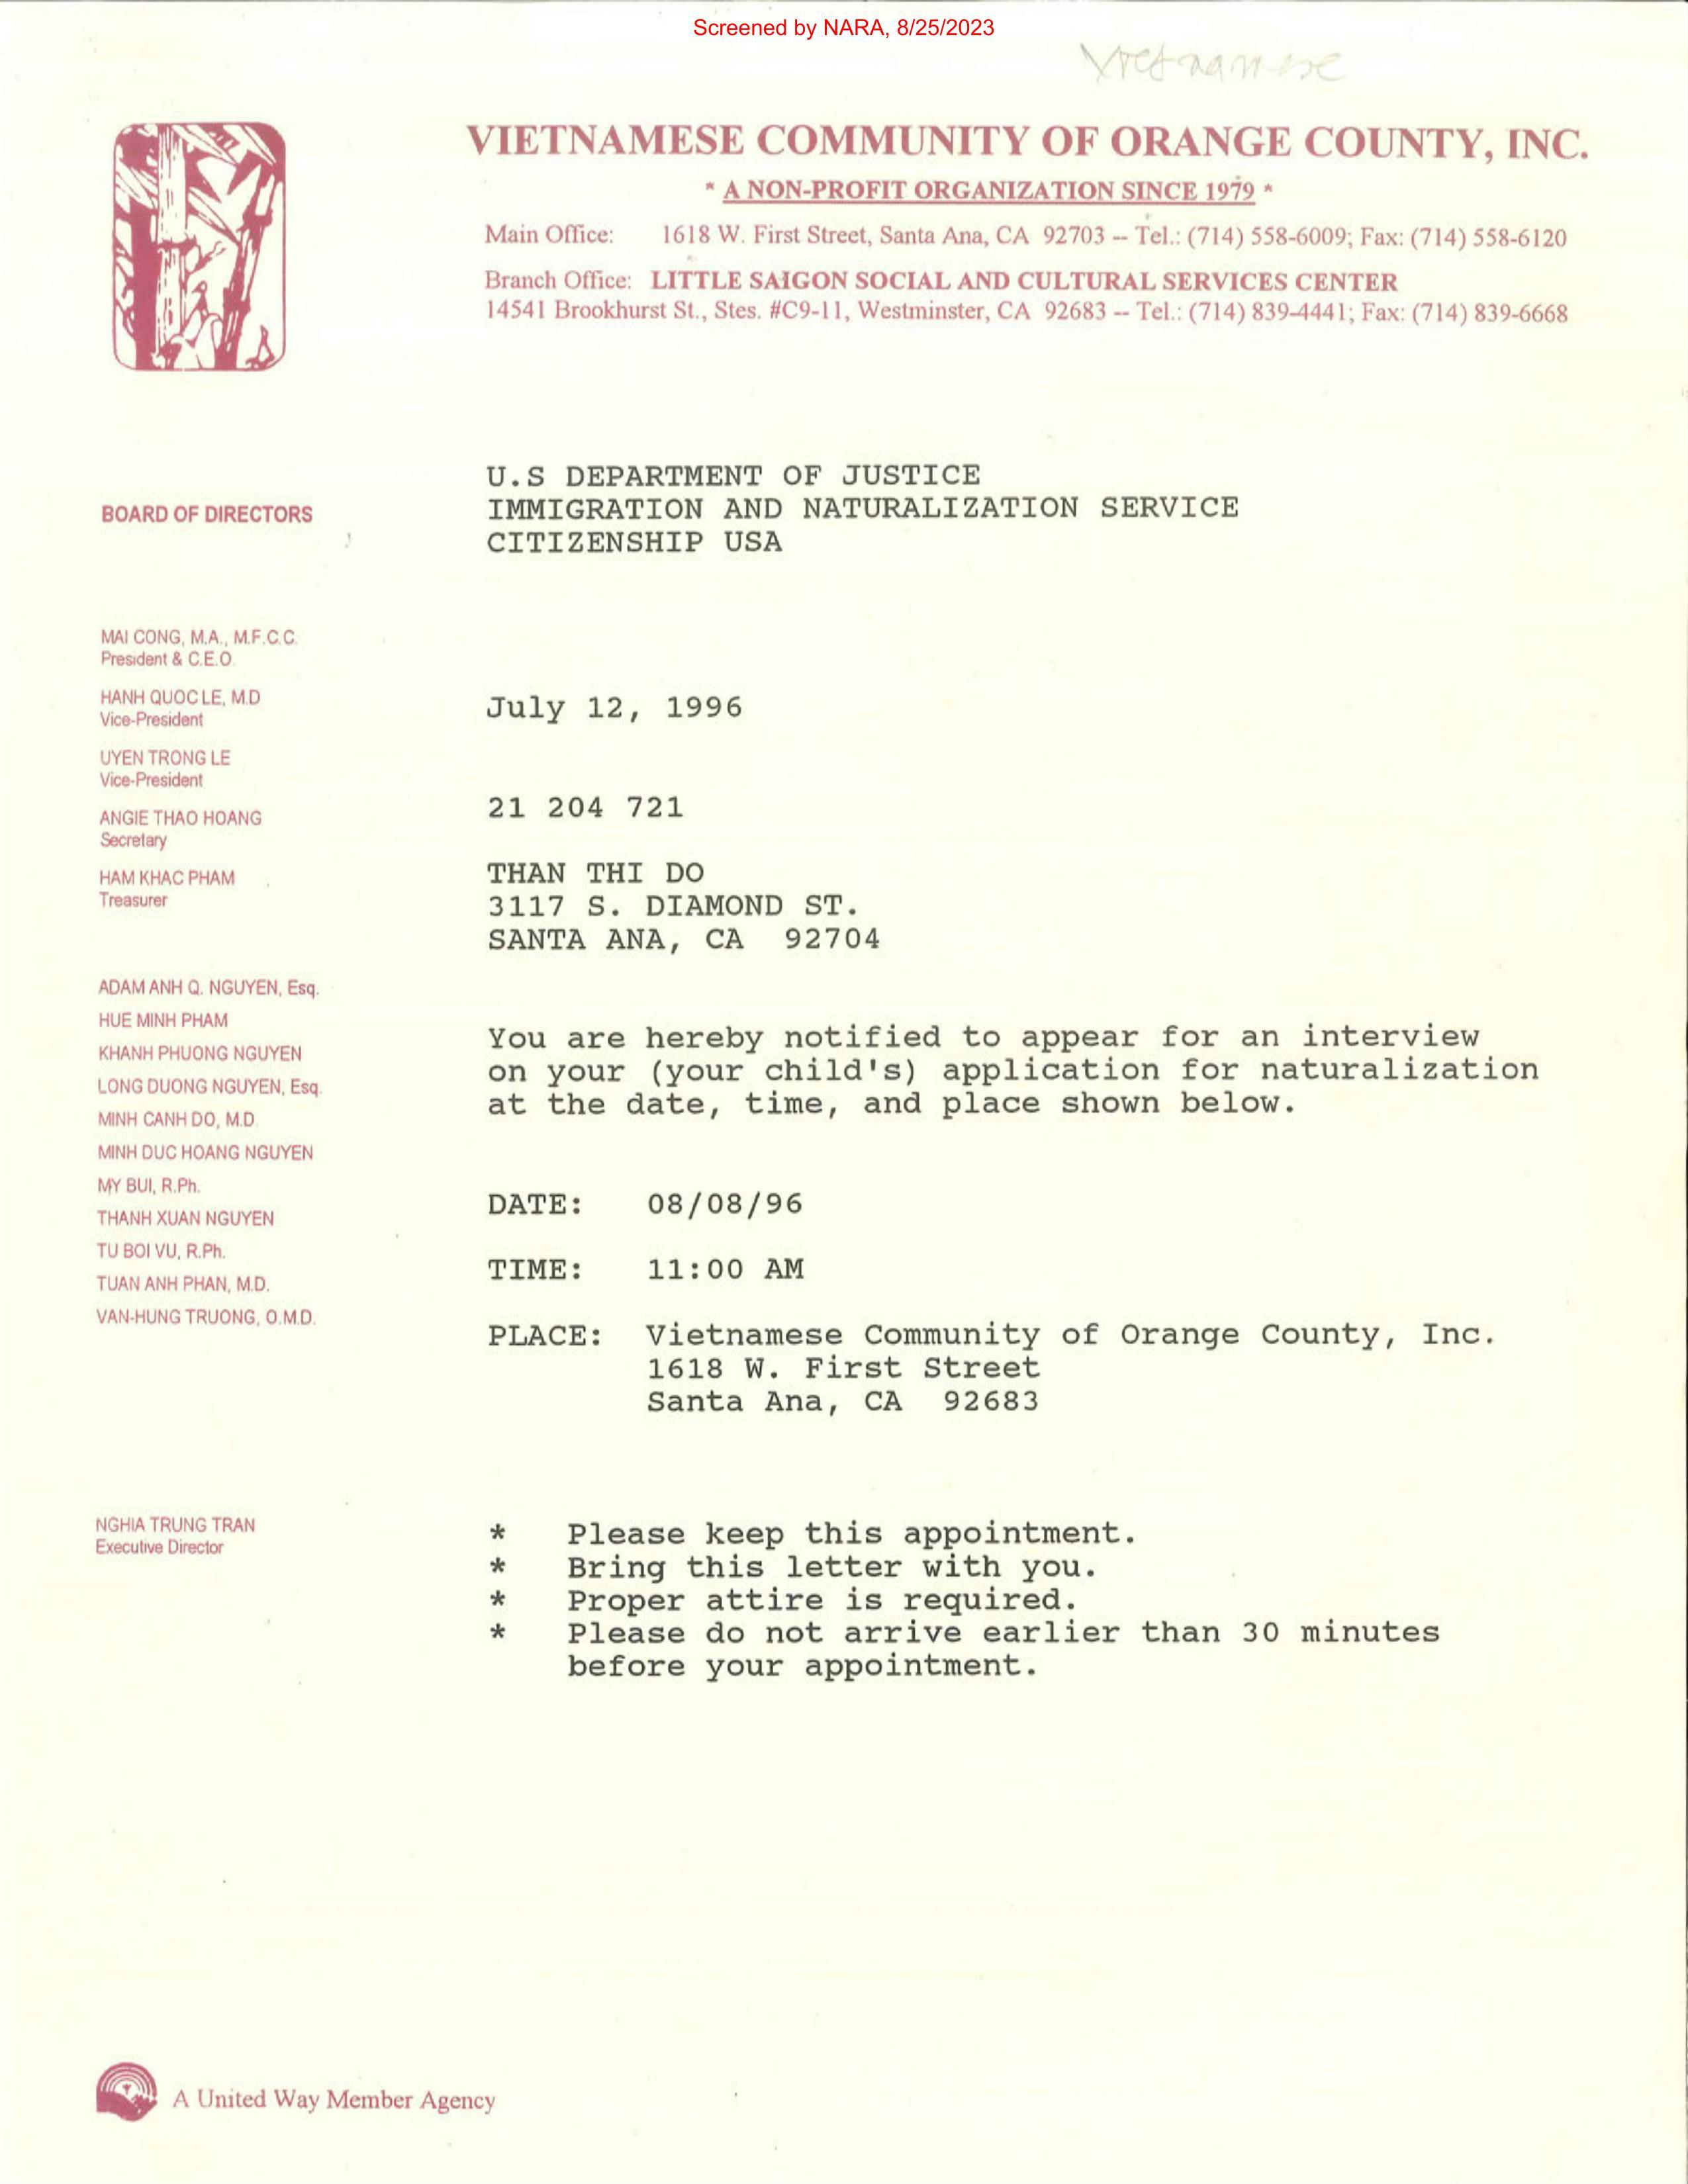 Screened by NARA, 8/25/2023
Vietnamese
VIETNAMESE COMMUNITY OF ORANGE COUNTY, INC.
* A NON-PROFIT ORGANIZATION SINCE 1979 *
Main Office: 1618 W. First Street, Santa Ana, CA 92703 -- Tel.: (714) 558-6009; Fax: (714) 558-6120
Branch Office: LITTLE SAIGON SOCIAL AND CULTURAL SERVICES CENTER
14541 Brookhurst St., Stes. #C9-11, Westminster, CA 92683 -- Tel.: (714) 839-4441; Fax: (714) 839-6668
BOARD OF DIRECTORS
MAI CONG, M.A., M.F.C.C.
President & C.E.O.
HANH QUOC LE, M.D
Vice-President
UYEN TRONG LE
Vice-President
ANGIE THAO HOANG
Secretary
HAM KHAC PHAM
Treasurer
ADAM ANH Q. NGUYEN, Esq.
HUE MINH PHAM
KHANH PHUONG NGUYEN
LONG DUONG NGUYEN, Esq.
MINH CANH DO, M.D.
MINH DUC HOANG NGUYEN
MY BUI, R.Ph.
THANH XUAN NGUYEN
TU BOI VU, R.Ph.
TUAN ANH PHAN, M.D.
VAN-HUNG TRUONG, O.M.D.
NGHIA TRUNG TRAN
Executive Director
U.S DEPARTMENT OF JUSTICE
IMMIGRATION AND NATURALIZATION SERVICE
CITIZENSHIP USA
July 12, 1996
21 204 721
THAN THI DO
3117 S. DIAMOND ST.
SANTA ANA, CA 92704
You are hereby notified to appear for an interview
on your (your child's) application for naturalization
at the date, time, and place shown below.
DATE: 08/08/96
TIME: 11:00 AM
PLACE: Vietnamese Community of Orange County, Inc.
1618 W. First Street
Santa Ana, CA 92683
* Please keep this appointment.
* Bring this letter with you.
* Proper attire is required.
* Please do not arrive earlier than 30 minutes
before your appointment.
A United Way Member Agency